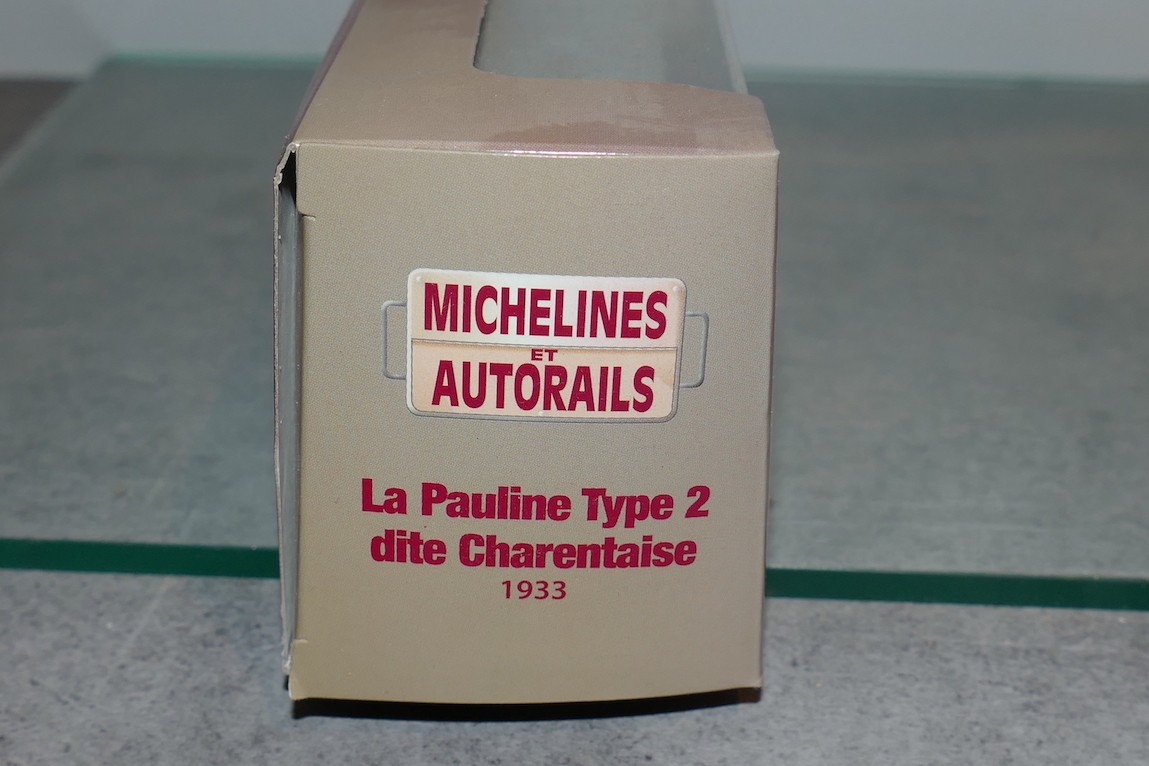 MICHELINES
ET
AUTORAILS
La Pauline Type 2
dite Charentaise
1933